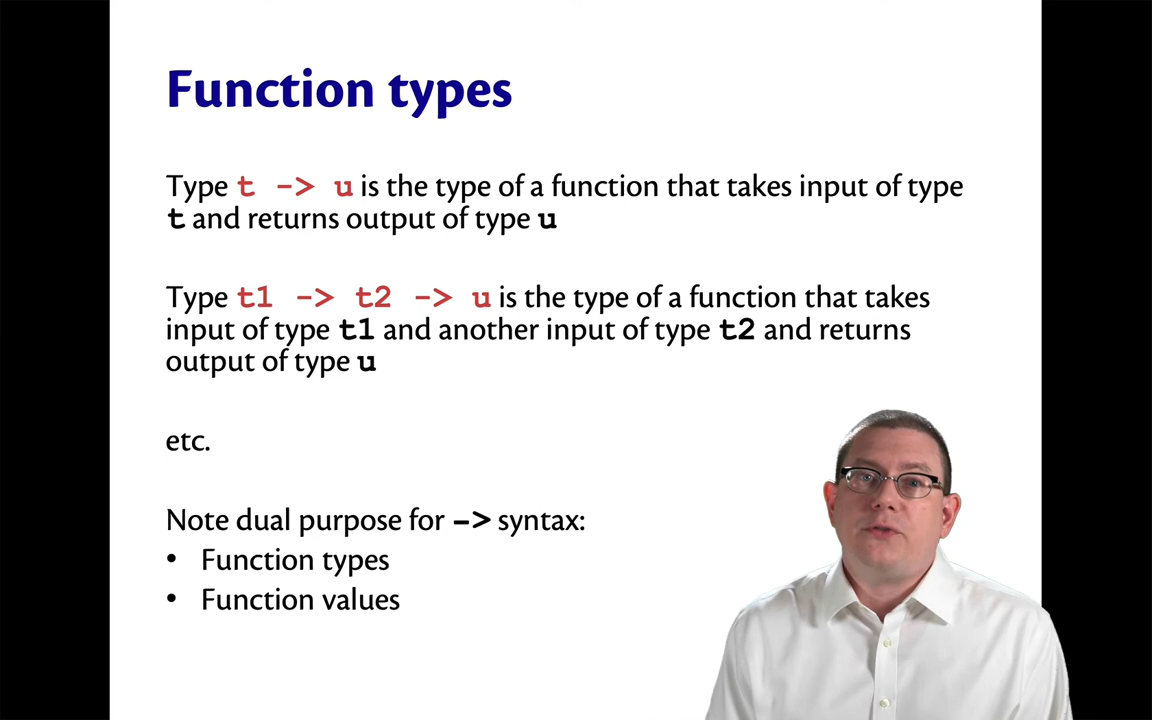 Function types
Type t -> u is the type of a function that takes input of type
t and returns output of type u
Type t1 -> t2 -> u is the type of a function that takes
input of type t1 and another input of type t2 and returns
output of type u
etc.
Note dual purpose for -> syntax:
• Function types
• Function values